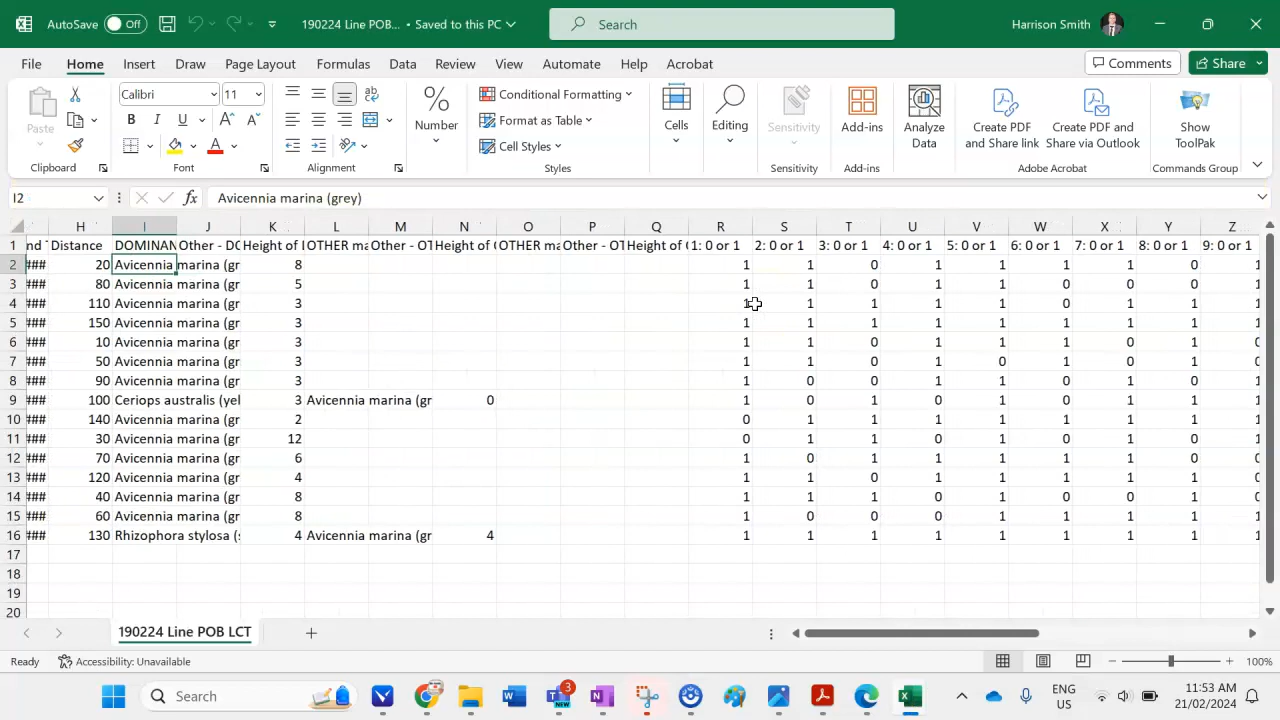 AutoSave Off 190224 Line POB... • Saved to this PC Search Harrison Smith
File Home Insert Draw Page Layout Formulas Data Review View Automate Help Acrobat Comments Share
Calibri 11 Conditional Formatting
Paste B I U Format as Table Number Cells Editing Sensitivity Add-ins Analyze Data Create PDF and Share link Create PDF and Share via Outlook Show ToolPak
Cell Styles
Clipboard Font Alignment Styles Sensitivity Add-ins Adobe Acrobat Commands Group
I2 fx Avicennia marina (grey)
H I J K L M N O P Q R S T U V W X Y Z
1 Distance DOMINAN Other - DO Height of OTHER ma Other - OT Height of OTHER ma Other - OT Height of 1: 0 or 1 2: 0 or 1 3: 0 or 1 4: 0 or 1 5: 0 or 1 6: 0 or 1 7: 0 or 1 8: 0 or 1 9: 0 or 1
2 ### 20 Avicennia marina (gr 8 1 1 0 1 1 1 1 0 1
3 ### 80 Avicennia marina (gr 5 1 1 0 1 1 1 0 0 1
4 ### 110 Avicennia marina (gr 3 1 1 1 1 1 0 1 1 1
5 ### 150 Avicennia marina (gr 3 1 1 1 1 1 1 1 1 1
6 ### 10 Avicennia marina (gr 3 1 1 0 1 1 1 0 1 0
7 ### 50 Avicennia marina (gr 3 1 1 0 1 0 1 1 1 0
8 ### 90 Avicennia marina (gr 3 1 0 0 1 1 0 1 0 1
9 ### 100 Ceriops australis (yel 3 Avicennia marina (gr 0 1 0 1 1 1 0 1 0 1
10 ### 140 Avicennia marina (gr 2 0 1 1 0 1 1 1 1 1
11 ### 30 Avicennia marina (gr 12 0 1 1 0 1 1 0 1 0
12 ### 70 Avicennia marina (gr 6 1 0 1 1 1 1 1 0 1
13 ### 120 Avicennia marina (gr 4 1 1 0 1 1 1 1 1 0
14 ### 40 Avicennia marina (gr 8 1 1 1 0 1 0 0 1 0
15 ### 60 Avicennia marina (gr 8 1 0 0 0 1 1 1 1 0
16 ### 130 Rhizophora stylosa (s 4 Avicennia marina (gr 4 1 1 1 1 1 1 1 1 1
17
18
19
20
190224 Line POB LCT
Ready Accessibility: Unavailable 100%
Search 3 ENG US 11:53 AM 21/02/2024